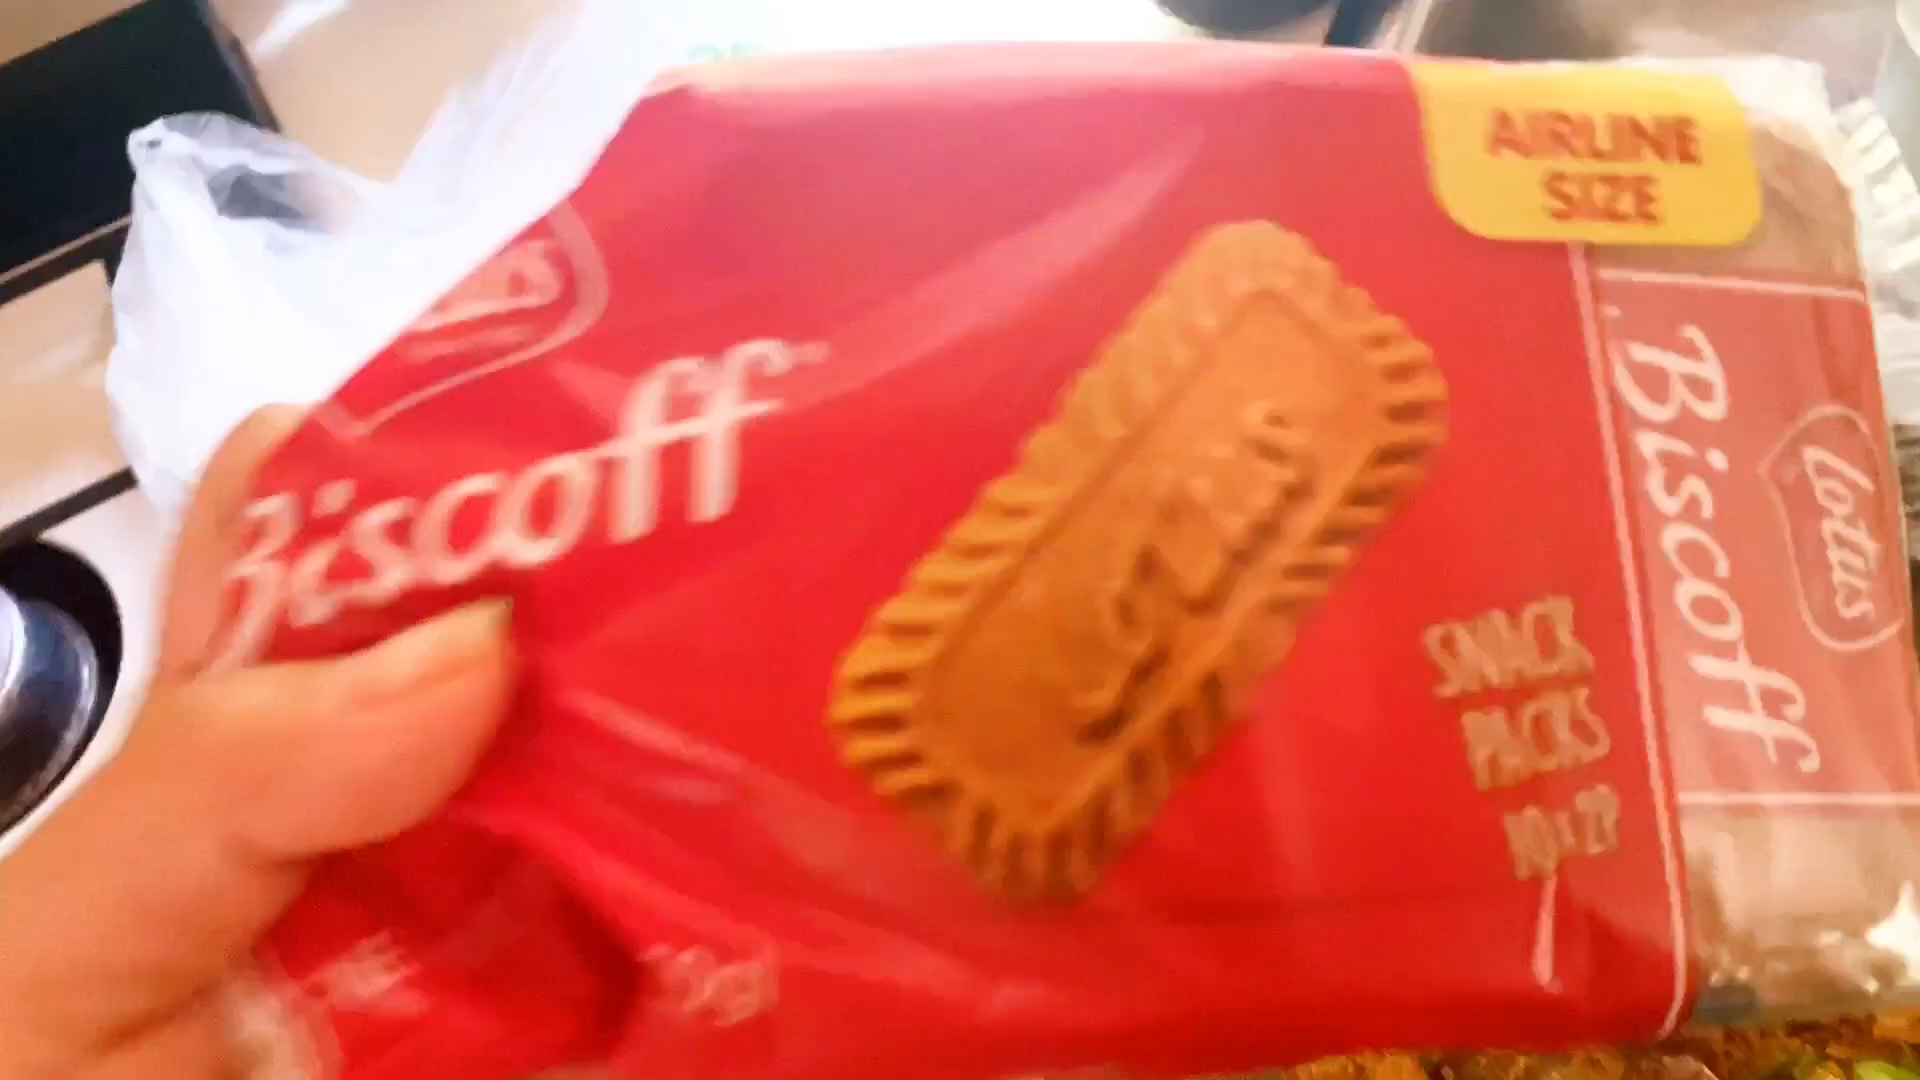 AIRLINE
SIZE
Biscoff
SNACK
PACKS
Lotus
Biscoff